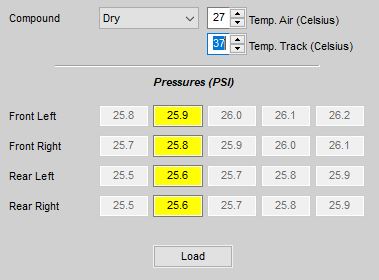 Compound Dry 27 Temp. Air (Celsius)
37 Temp. Track (Celsius)
Pressures (PSI)
Front Left 25.8 25.9 26.0 26.1 26.2
Front Right 25.7 25.8 25.9 26.0 26.1
Rear Left 25.5 25.6 25.7 25.8 25.9
Rear Right 25.5 25.6 25.7 25.8 25.9
Load